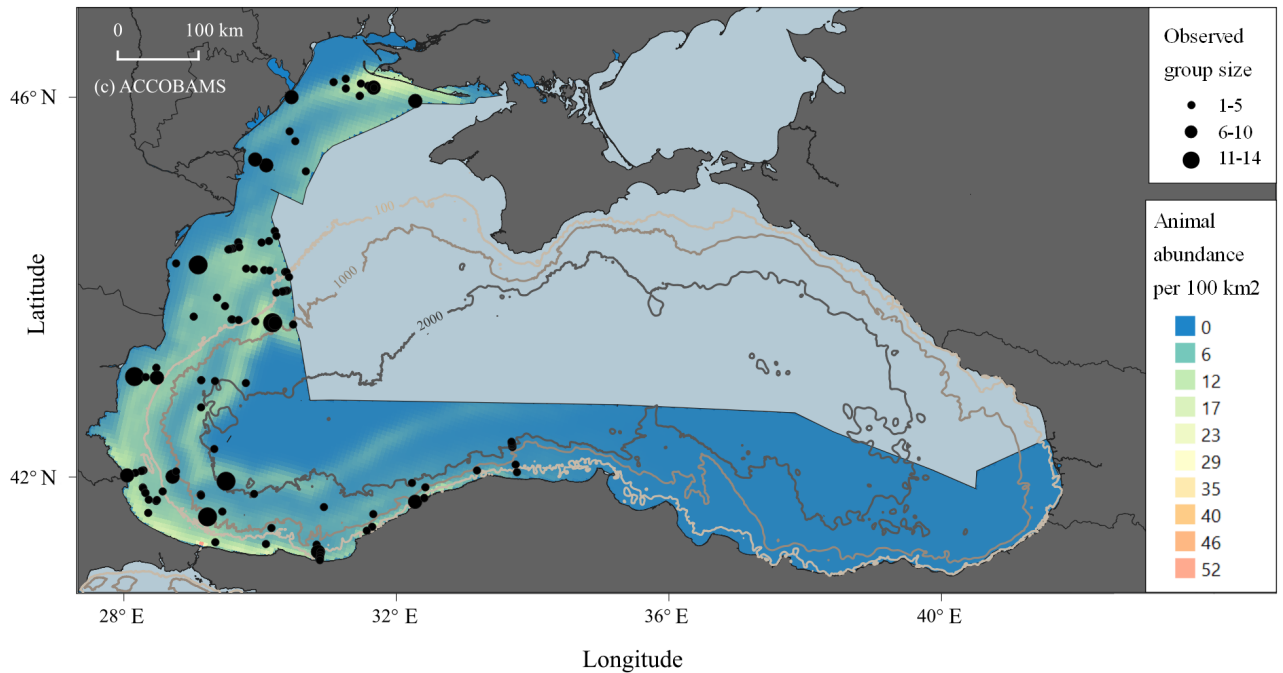 0 100 km
(c) ACCOBAMS
46° N
42° N
Latitude
100
1000
2000
28° E 32° E 36° E 40° E
Longitude
Observed
group size
1-5
6-10
11-14
Animal
abundance
per 100 km2
0
6
12
17
23
29
35
40
46
52